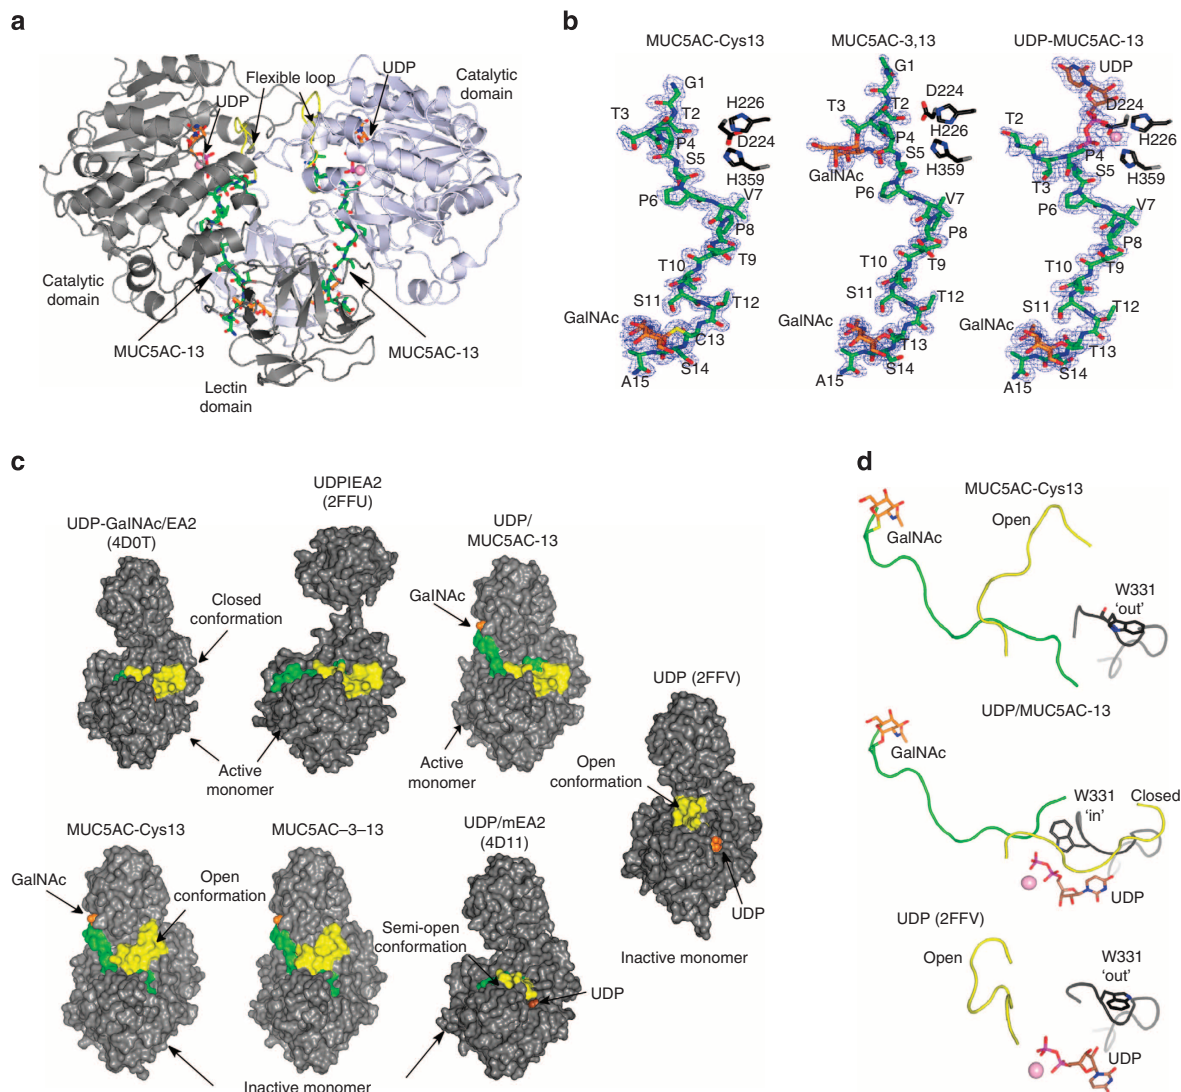 a
Flexible loop
UDP
UDP
Catalytic
domain
Catalytic
domain
MUC5AC-13
MUC5AC-13
Lectin
domain
b
MUC5AC-Cys13
G1
T3
T2
H226
P4
D224
S5
H359
P6
V7
P8
T10
T9
S11
T12
GalNAc
C13
S14
A15
MUC5AC-3,13
G1
D224
T3
T2
P4
H226
S5
GalNAc
H359
P6
V7
P8
T10
T9
S11
T12
GalNAc
T13
S14
A15
UDP-MUC5AC-13
UDP
D224
T2
H226
P4
S5
T3
H359
P6
V7
P8
T10
T9
S11
T12
GalNAc
T13
S14
A15
c
UDP-GalNAc/EA2
(4D0T)
Closed
conformation
UDPIEA2
(2FFU)
UDP/
MUC5AC-13
GalNAc
Active
monomer
Active
monomer
UDP (2FFV)
Open
conformation
UDP
Inactive monomer
MUC5AC-Cys13
GalNAc
Open
conformation
MUC5AC–3–13
UDP/mEA2
(4D11)
Semi-open
conformation
UDP
Inactive monomer
d
MUC5AC-Cys13
Open
GalNAc
W331
'out'
UDP/MUC5AC-13
GalNAc
W331
'in'
Closed
UDP
UDP (2FFV)
Open
W331
'out'
UDP